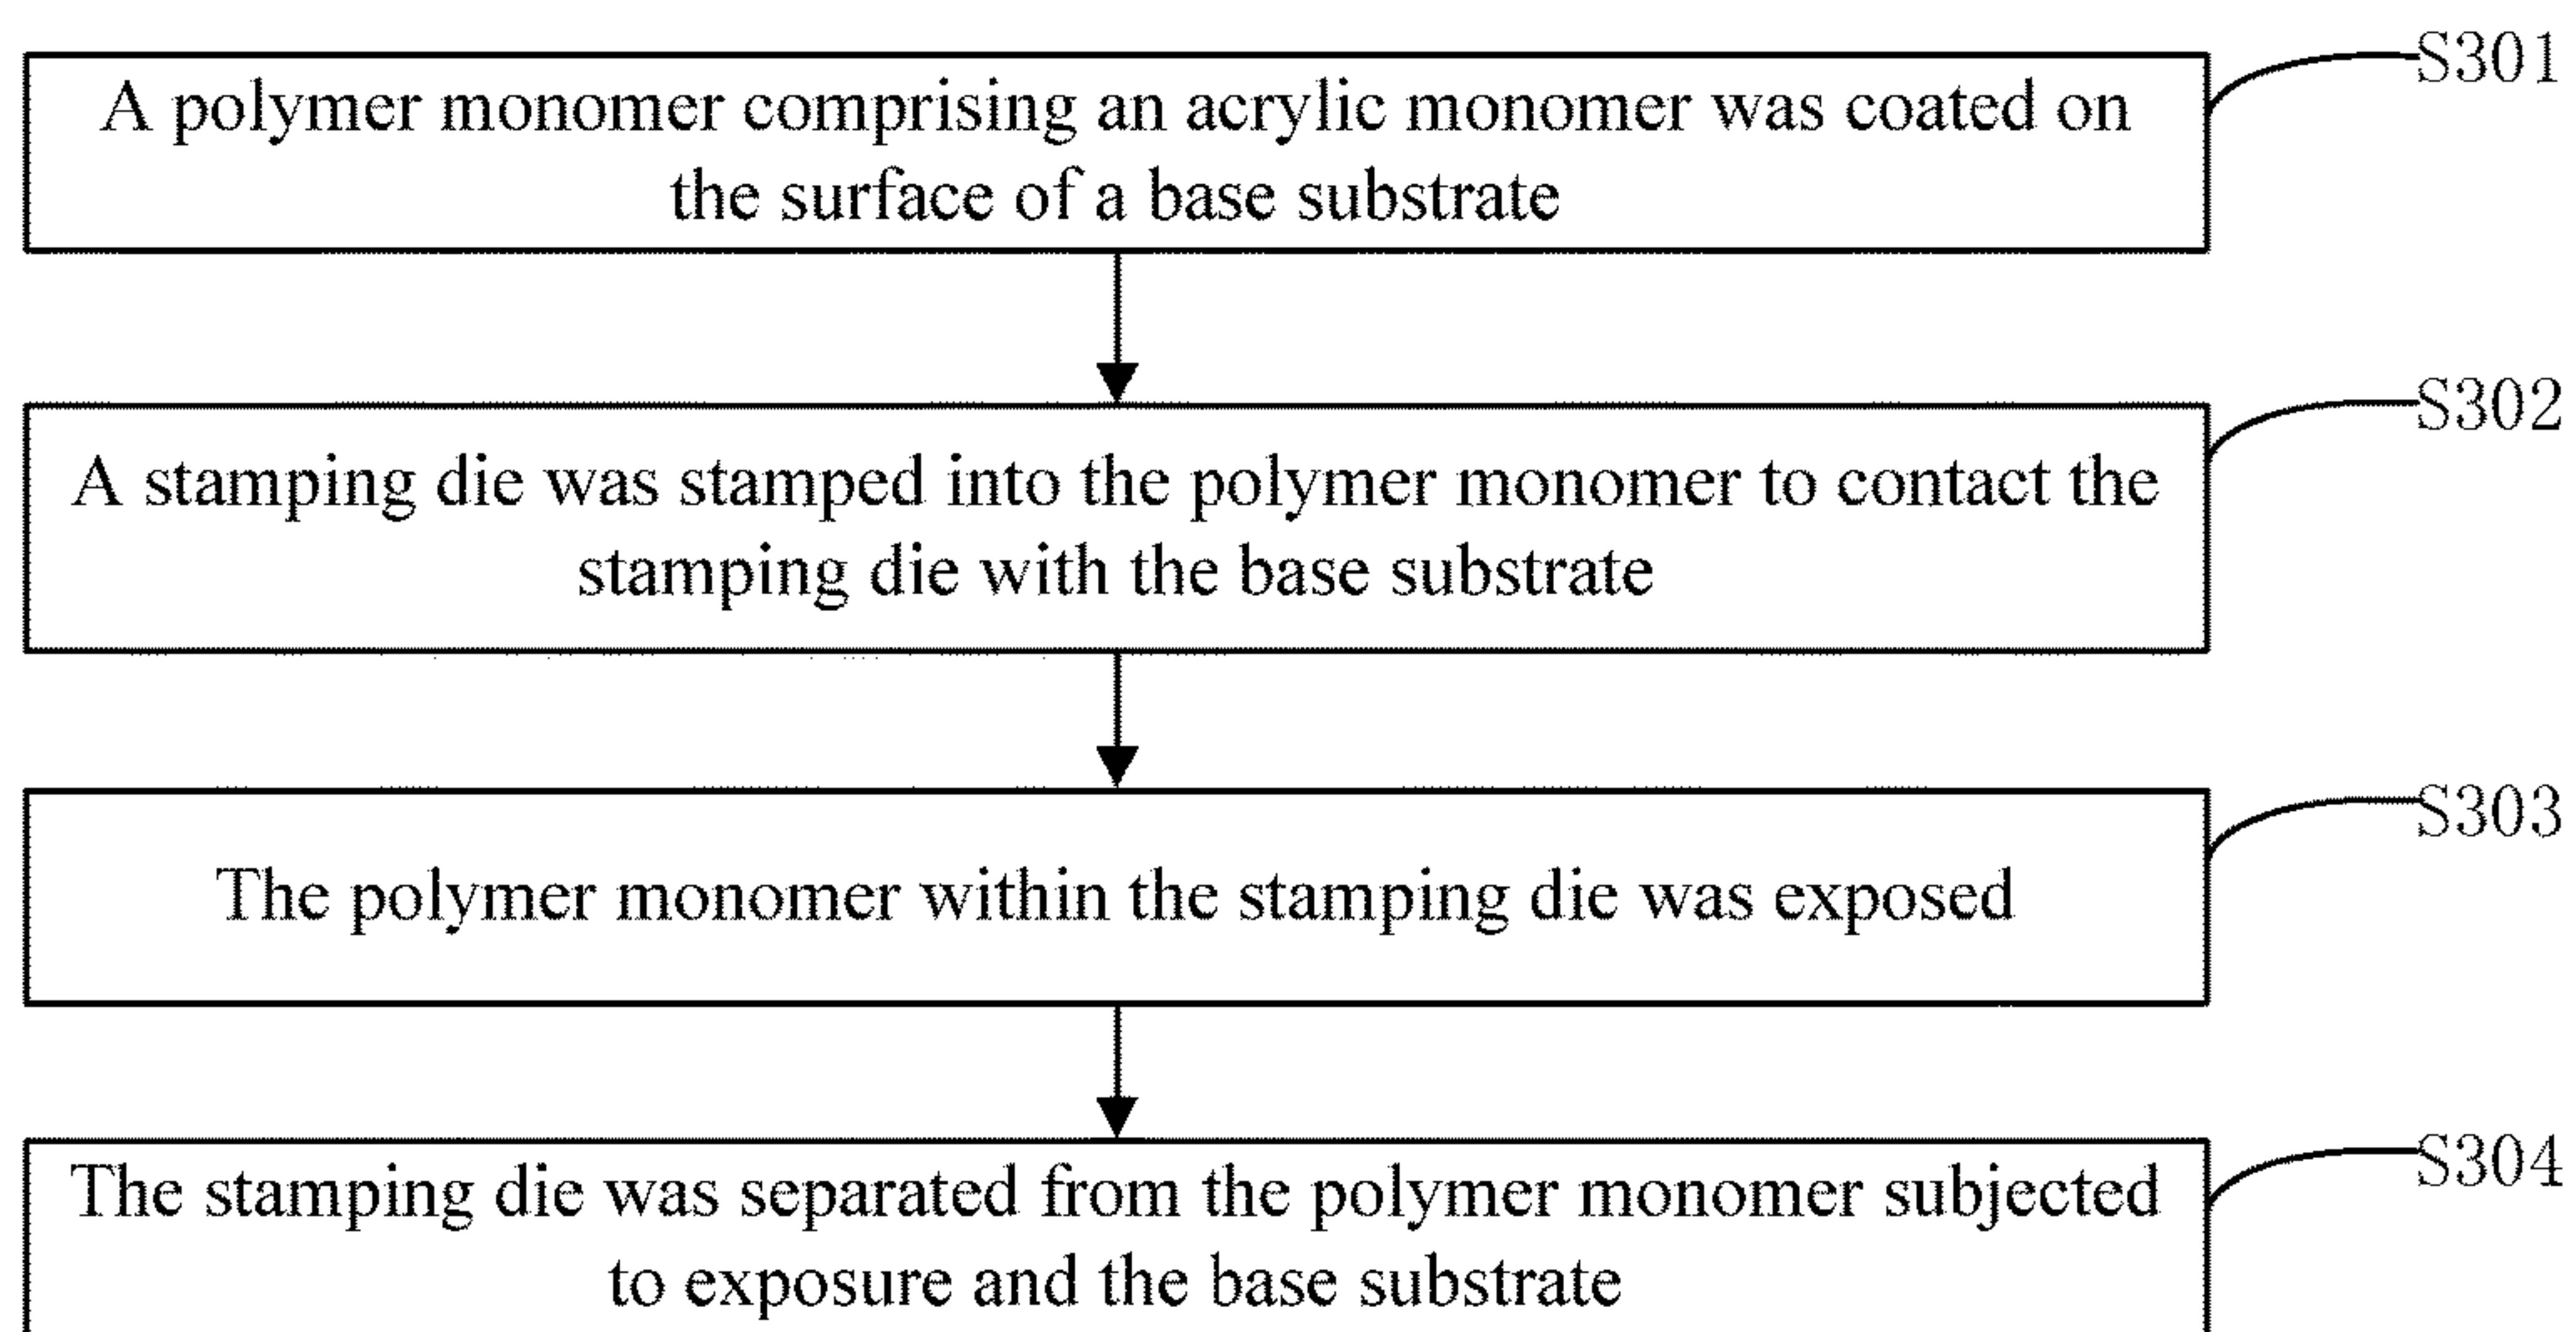 S301
A polymer monomer comprising an acrylic monomer was coated on
the surface of a base substrate
S302
A stamping die was stamped into the polymer monomer to contact the
stamping die with the base substrate
S303
The polymer monomer within the stamping die was exposed
S304
The stamping die was separated from the polymer monomer subjected
to exposure and the base substrate